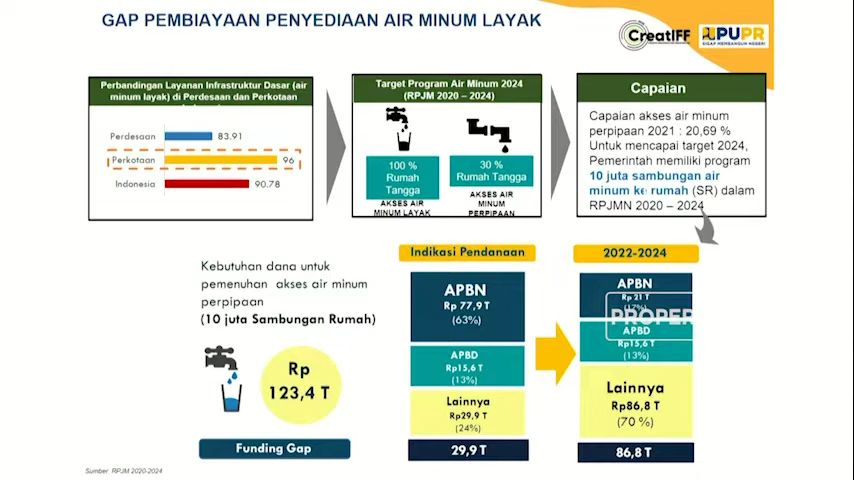 GAP PEMBIAYAAN PENYEDIAAN AIR MINUM LAYAK
CreatIFF
PUPR
SIGAP MEMBANGUN NEGERI
Perbandingan Layanan Infrastruktur Dasar (air
minum layak) di Perdesaan dan Perkotaan
Perdesaan 83.91
Perkotaan 96
Indonesia 90.78
Target Program Air Minum 2024
(RPJM 2020 – 2024)
100 %
Rumah
Tangga
AKSES AIR
MINUM LAYAK
30 %
Rumah Tangga
AKSES AIR
MINUM
PERPIPAAN
Capaian
Capaian akses air minum
perpipaan 2021 : 20,69 %
Untuk mencapai target 2024,
Pemerintah memiliki program
10 juta sambungan air
minum ke rumah (SR) dalam
RPJMN 2020 – 2024
Kebutuhan dana untuk
pemenuhan akses air minum
perpipaan
(10 juta Sambungan Rumah)
Rp
123,4 T
Funding Gap
Indikasi Pendanaan
APBN
Rp 77,9 T
(63%)
APBD
Rp15,6 T
(13%)
Lainnya
Rp29,9 T
(24%)
29,9 T
2022-2024
APBN
Rp 21 T
(17%)
PROPER
APBD
Rp15,6 T
(13%)
Lainnya
Rp86,8 T
(70 %)
86,8 T
Sumber: RPJM 2020-2024